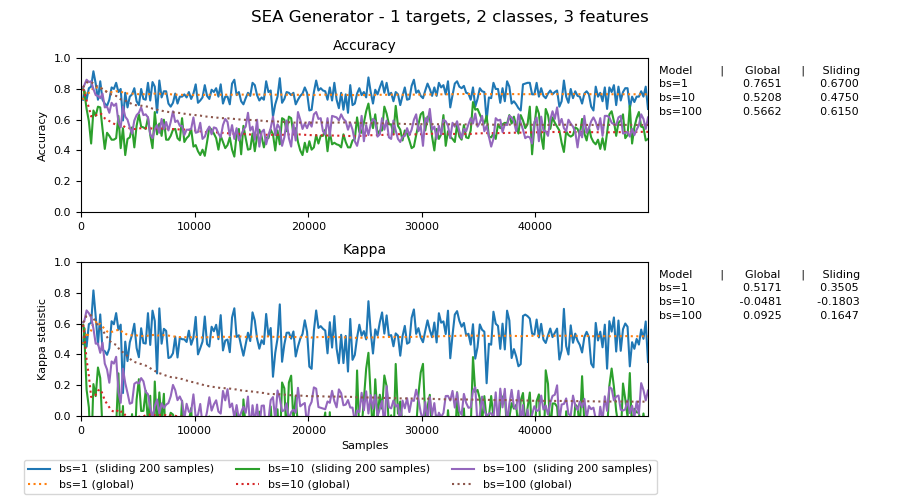 SEA Generator - 1 targets, 2 classes, 3 features
Accuracy
1.0
0.8
0.6
0.4
0.2
0.0
Accuracy
0
10000
20000
30000
40000
Model | Global | Sliding
bs=1 0.7651 0.6700
bs=10 0.5208 0.4750
bs=100 0.5662 0.6150
Kappa
1.0
0.8
0.6
0.4
0.2
0.0
Kappa statistic
0
10000
20000
30000
40000
Samples
Model | Global | Sliding
bs=1 0.5171 0.3505
bs=10 -0.0481 -0.1803
bs=100 0.0925 0.1647
bs=1 (sliding 200 samples)
bs=1 (global)
bs=10 (sliding 200 samples)
bs=10 (global)
bs=100 (sliding 200 samples)
bs=100 (global)